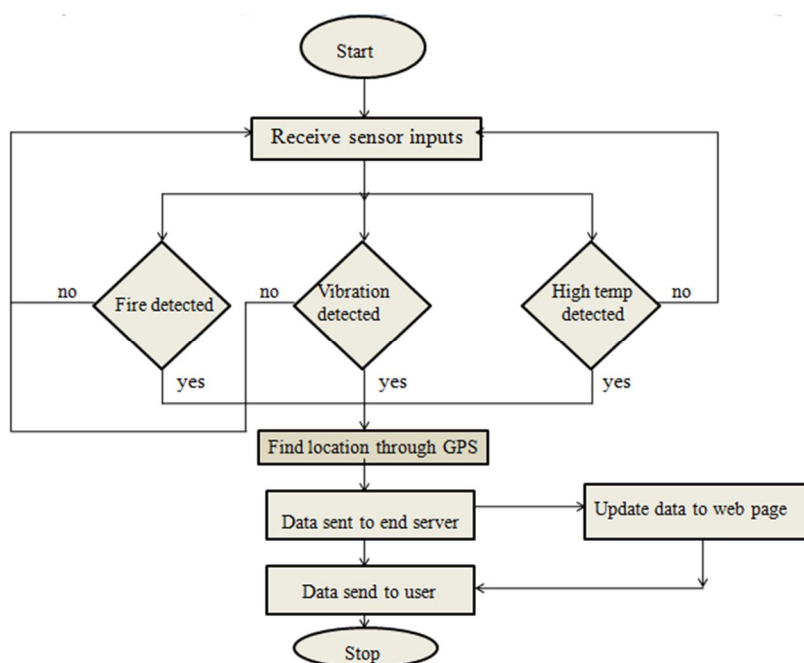 Start
Receive sensor inputs
no
Fire detected
no
Vibration
detected
High temp
detected
no
yes
yes
yes
Find location through GPS
Data sent to end server
Update data to web page
Data send to user
Stop